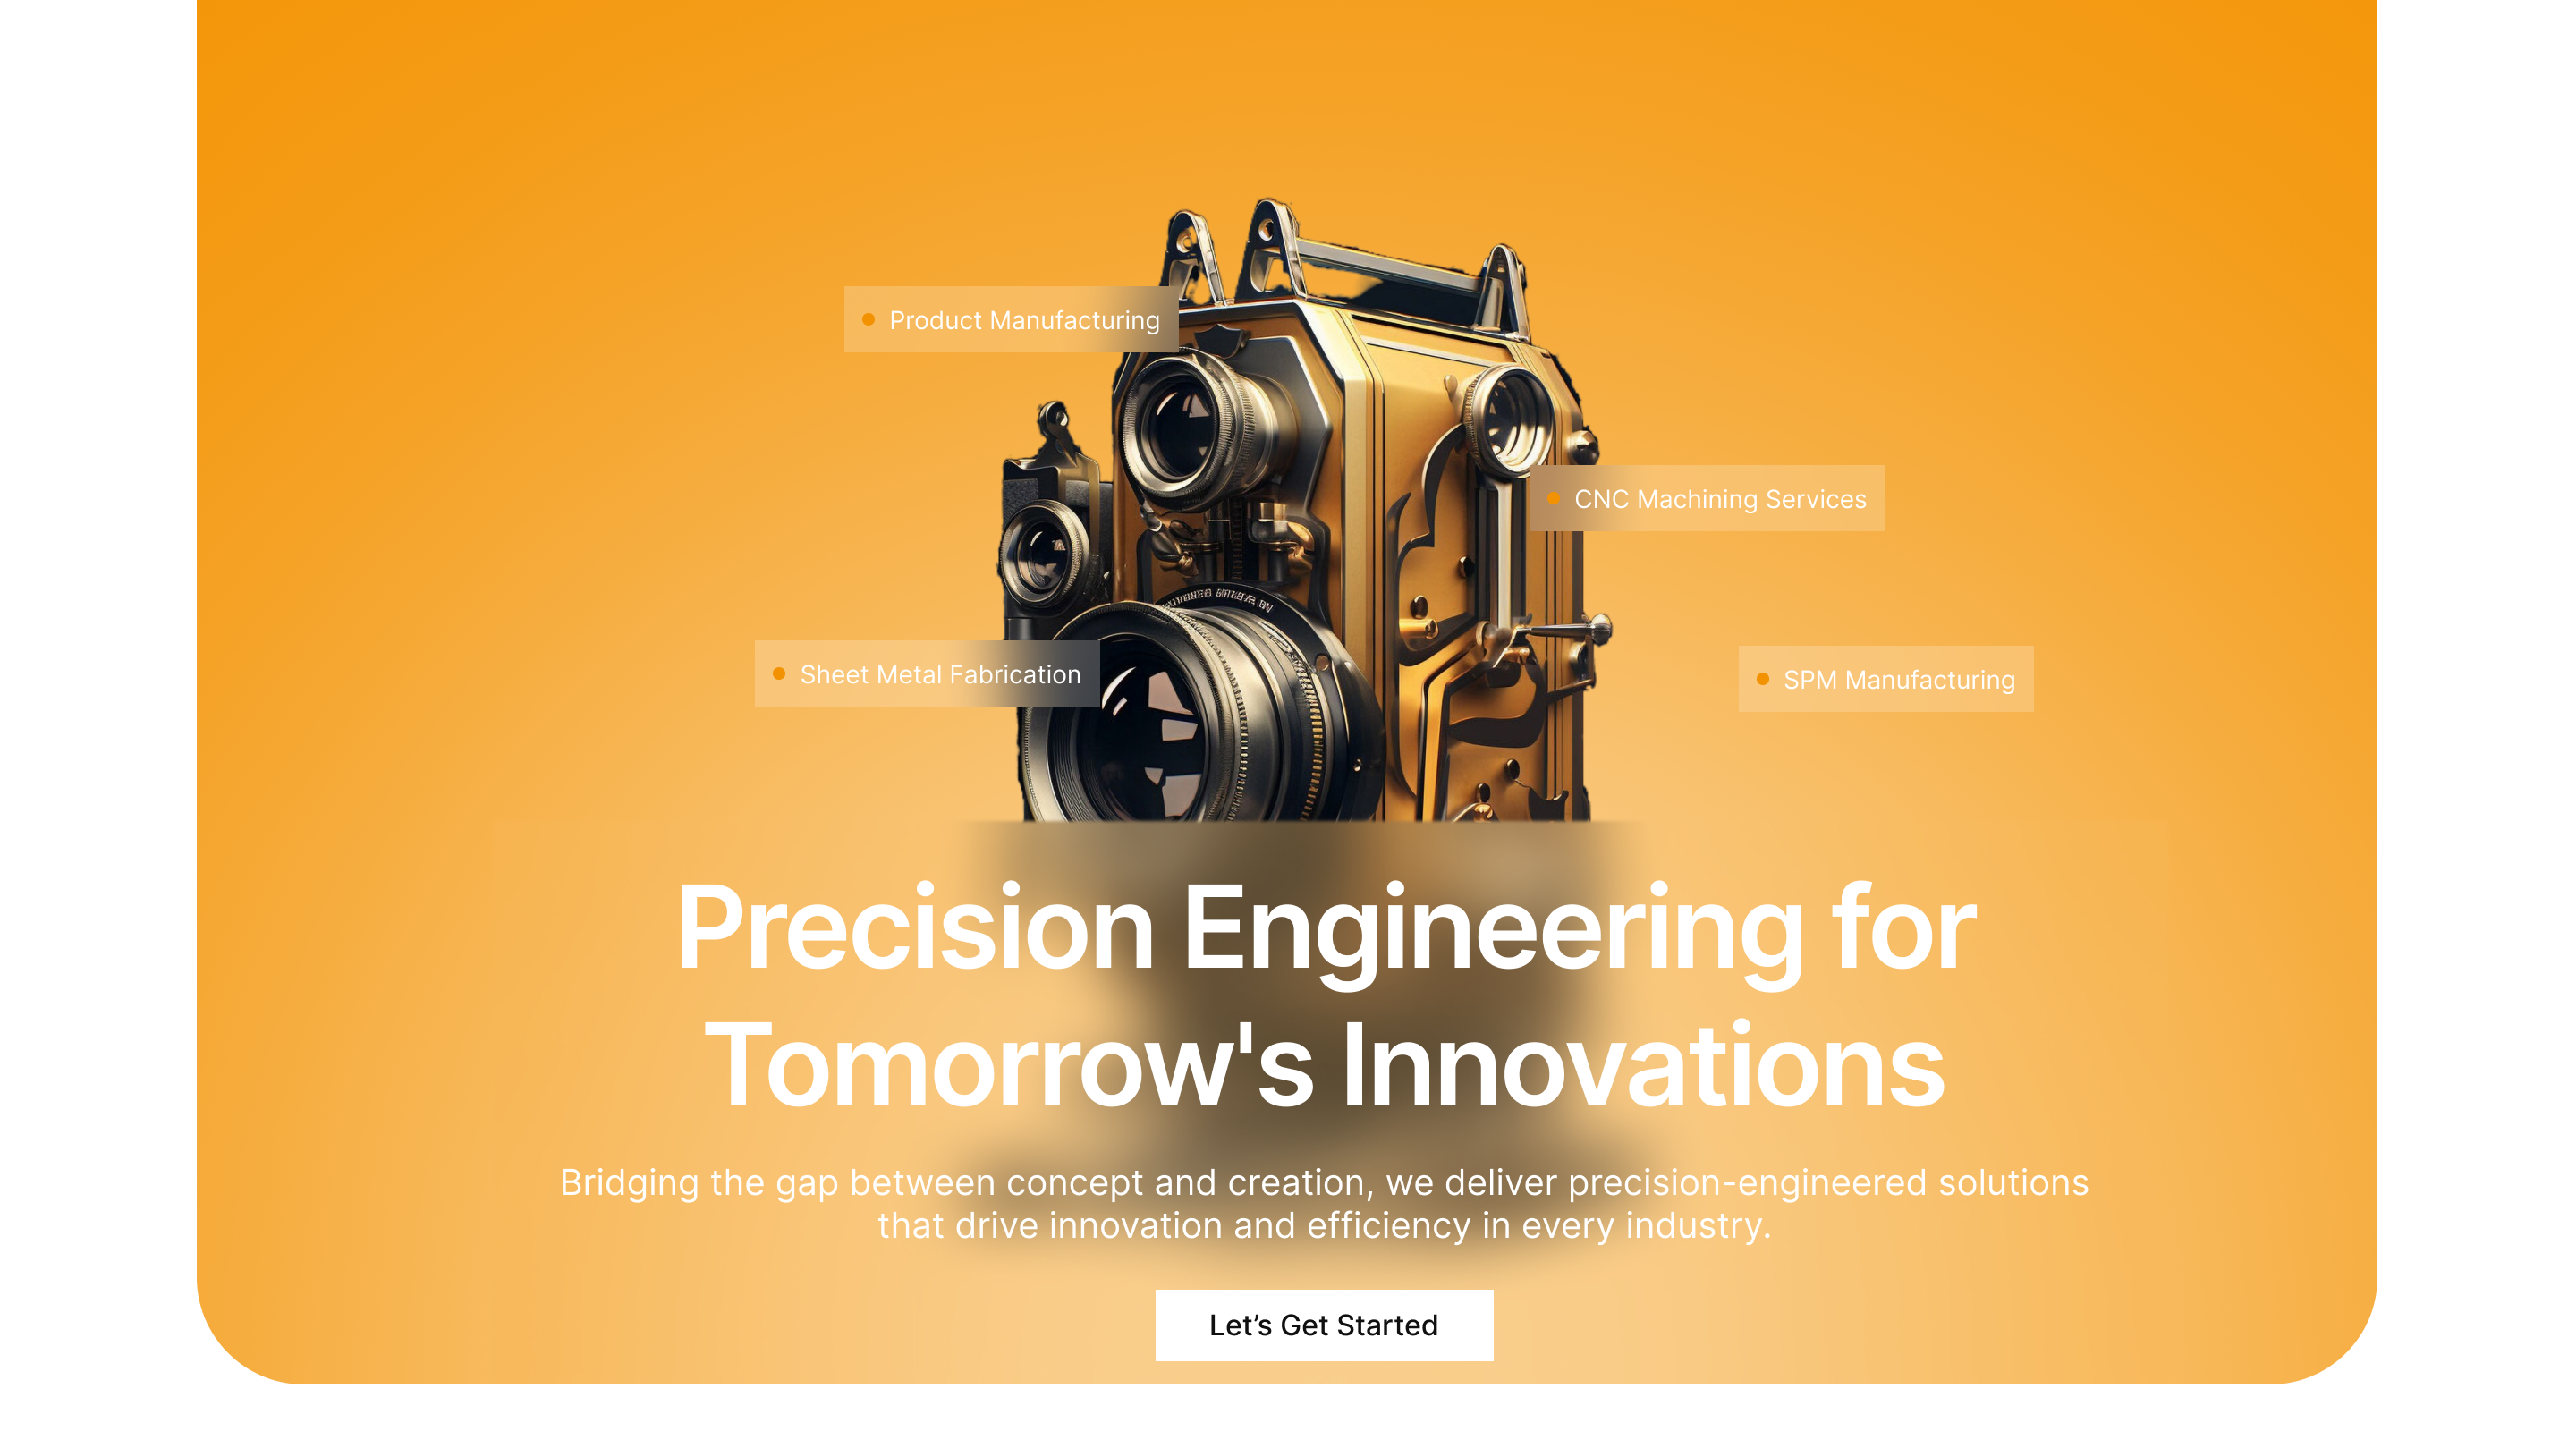 Product Manufacturing
CNC Machining Services
Sheet Metal Fabrication
SPM Manufacturing
Precision Engineering for
Tomorrow's Innovations
Bridging the gap between concept and creation, we deliver precision-engineered solutions
that drive innovation and efficiency in every industry.
Let’s Get Started